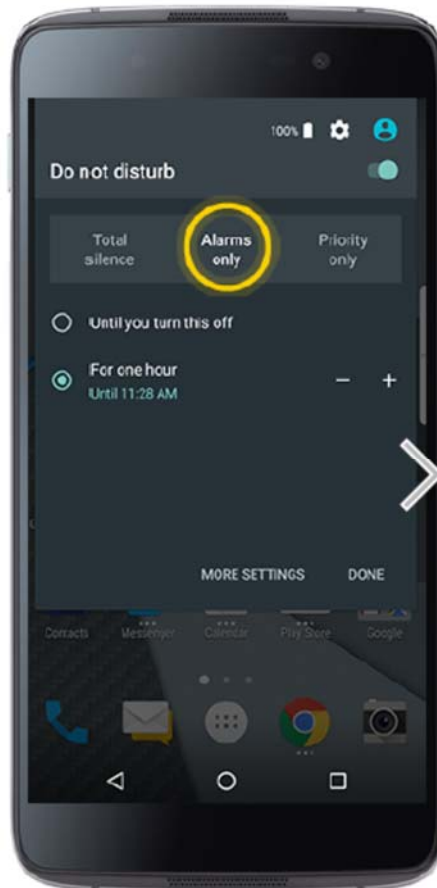 100%
Do not disturb
Total silence
Alarms only
Priority only
Until you turn this off
For one hour
Until 11:28 AM
MORE SETTINGS
DONE
Contacts
Messenger
Calendar
Play Store
Google